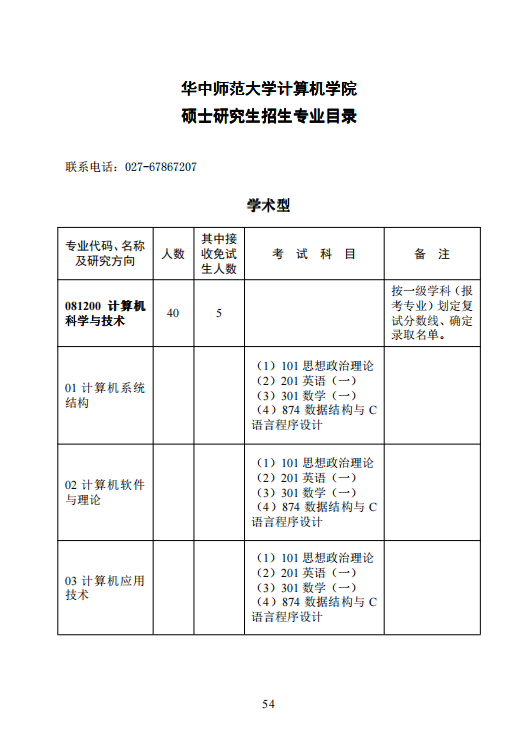 华中师范大学计算机学院
硕士研究生招生专业目录
联系电话：027-67867207
学术型
专业代码、名称
及研究方向
人数
其中接
收免试
生人数
考 试 科 目
备 注
081200 计算机
科学与技术
40
5
按一级学科（报
考专业）划定复
试分数线、确定
录取名单。
01 计算机系统
结构
（1）101 思想政治理论
（2）201 英语（一）
（3）301 数学（一）
（4）874 数据结构与 C
语言程序设计
02 计算机软件
与理论
（1）101 思想政治理论
（2）201 英语（一）
（3）301 数学（一）
（4）874 数据结构与 C
语言程序设计
03 计算机应用
技术
（1）101 思想政治理论
（2）201 英语（一）
（3）301 数学（一）
（4）874 数据结构与 C
语言程序设计
54